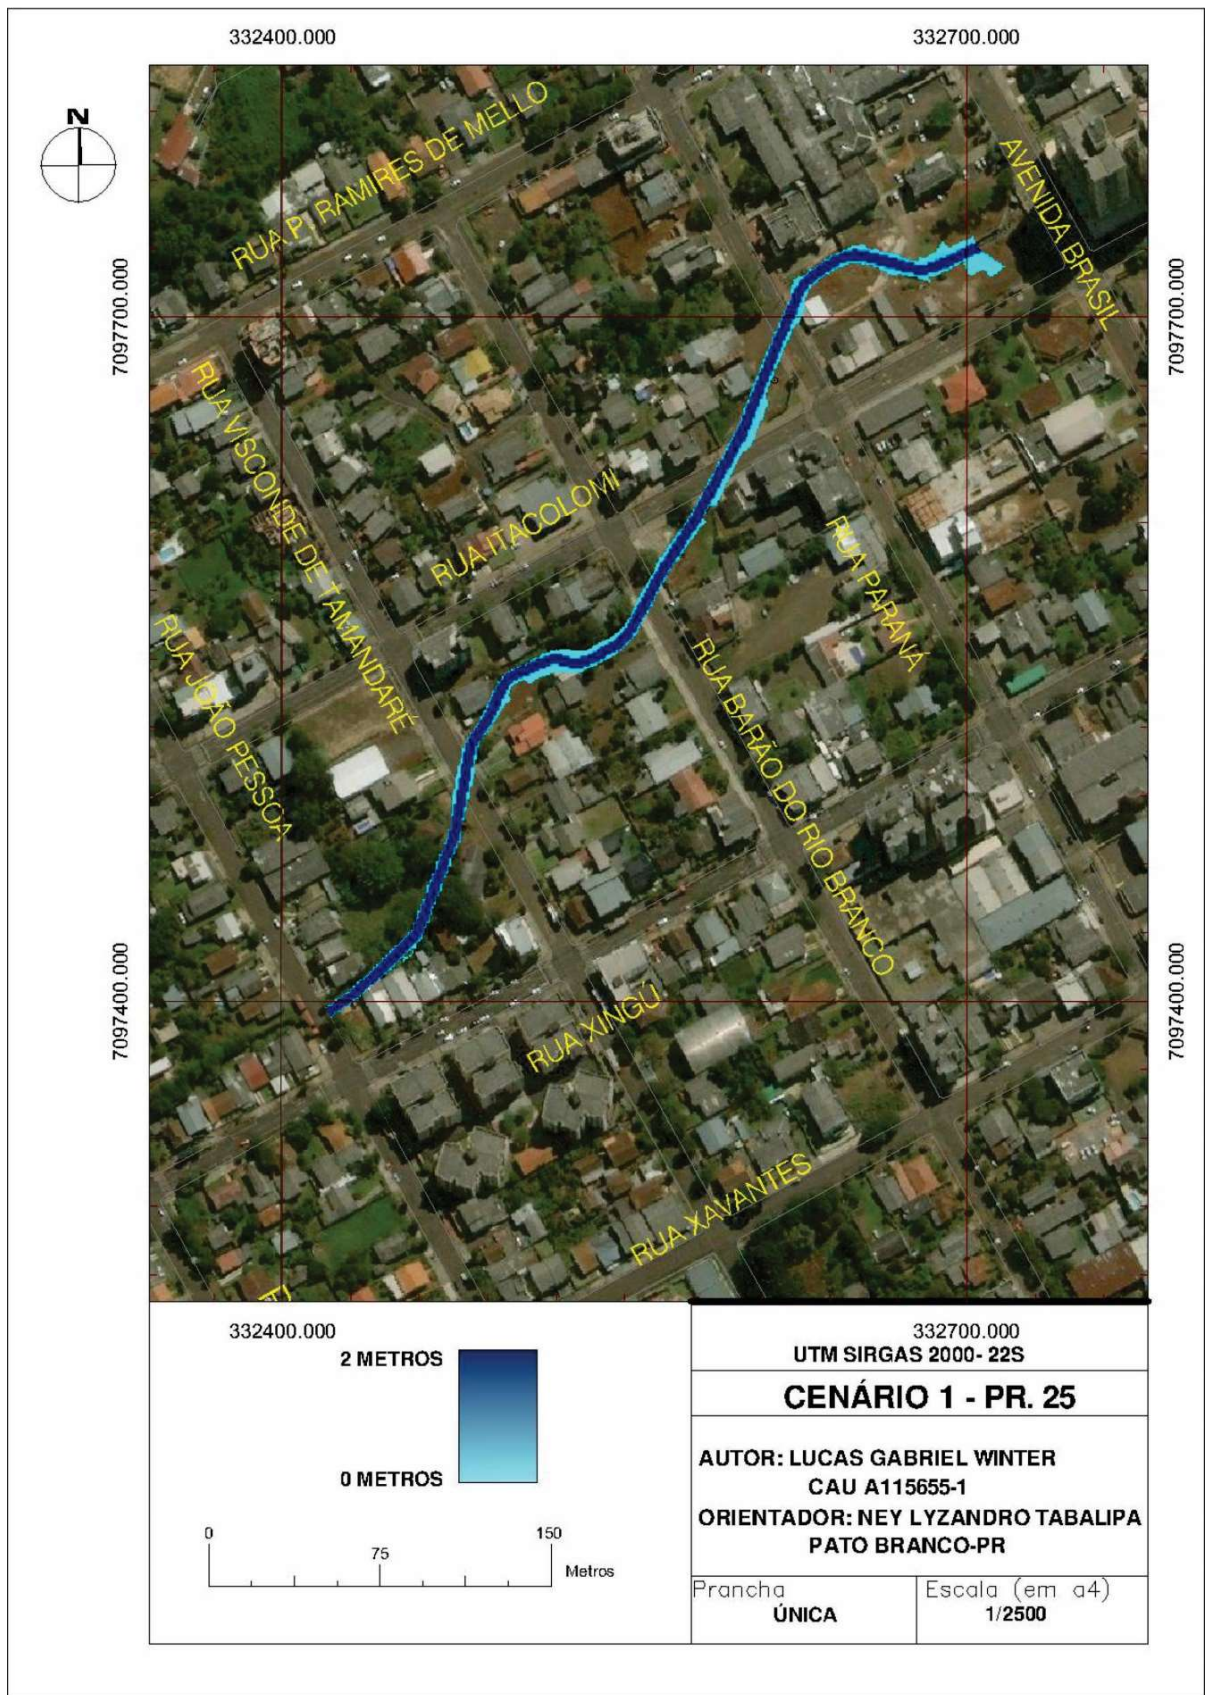 332400.000
332700.000
N
AVENIDA BRASIL
RUA P. RAMIRES DE MELLO
7097700.000
7097700.000
RUA VISCONDE DE TAMANDARÉ
RUA ITACOLOMI
RUA PARANÁ
RUA JOÃO PESSOA
RUA BARÃO DO RIO BRANCO
7097400.000
7097400.000
RUA XINGÚ
RUA XAVANTES
332400.000
332700.000
UTM SIRGAS 2000- 22S
2 METROS
0 METROS
0
75
150
Metros
CENÁRIO 1 - PR. 25
AUTOR: LUCAS GABRIEL WINTER
CAU A115655-1
ORIENTADOR: NEY LYZANDRO TABALIPA
PATO BRANCO-PR
Prancha
ÚNICA
Escala (em a4)
1/2500